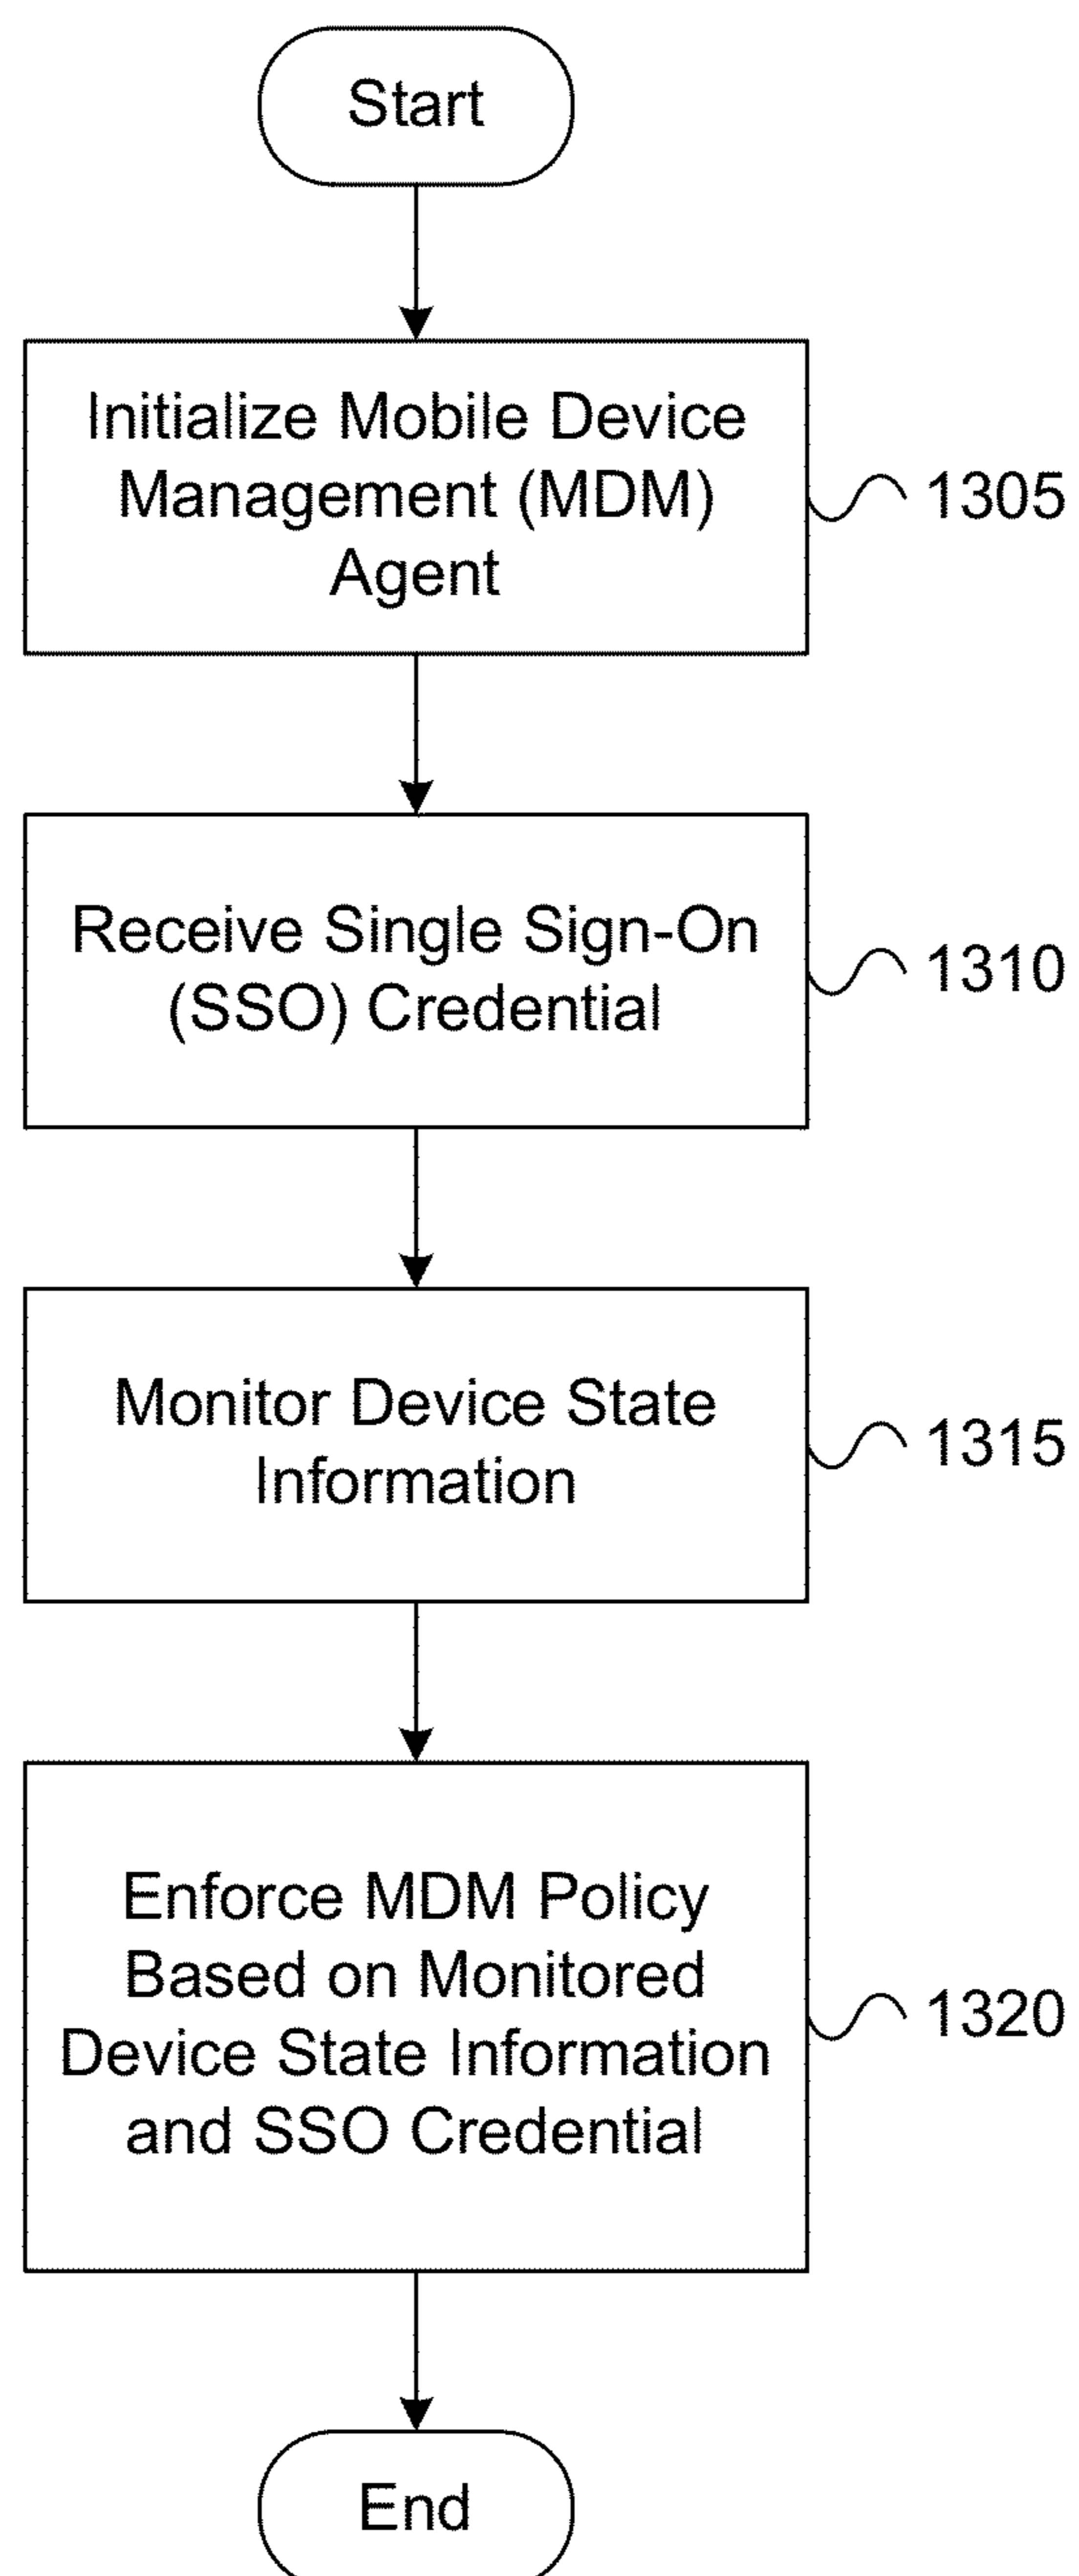 Start
Initialize Mobile Device
Management (MDM)
Agent
1305
Receive Single Sign-On
(SSO) Credential
1310
Monitor Device State
Information
1315
Enforce MDM Policy
Based on Monitored
Device State Information
and SSO Credential
1320
End